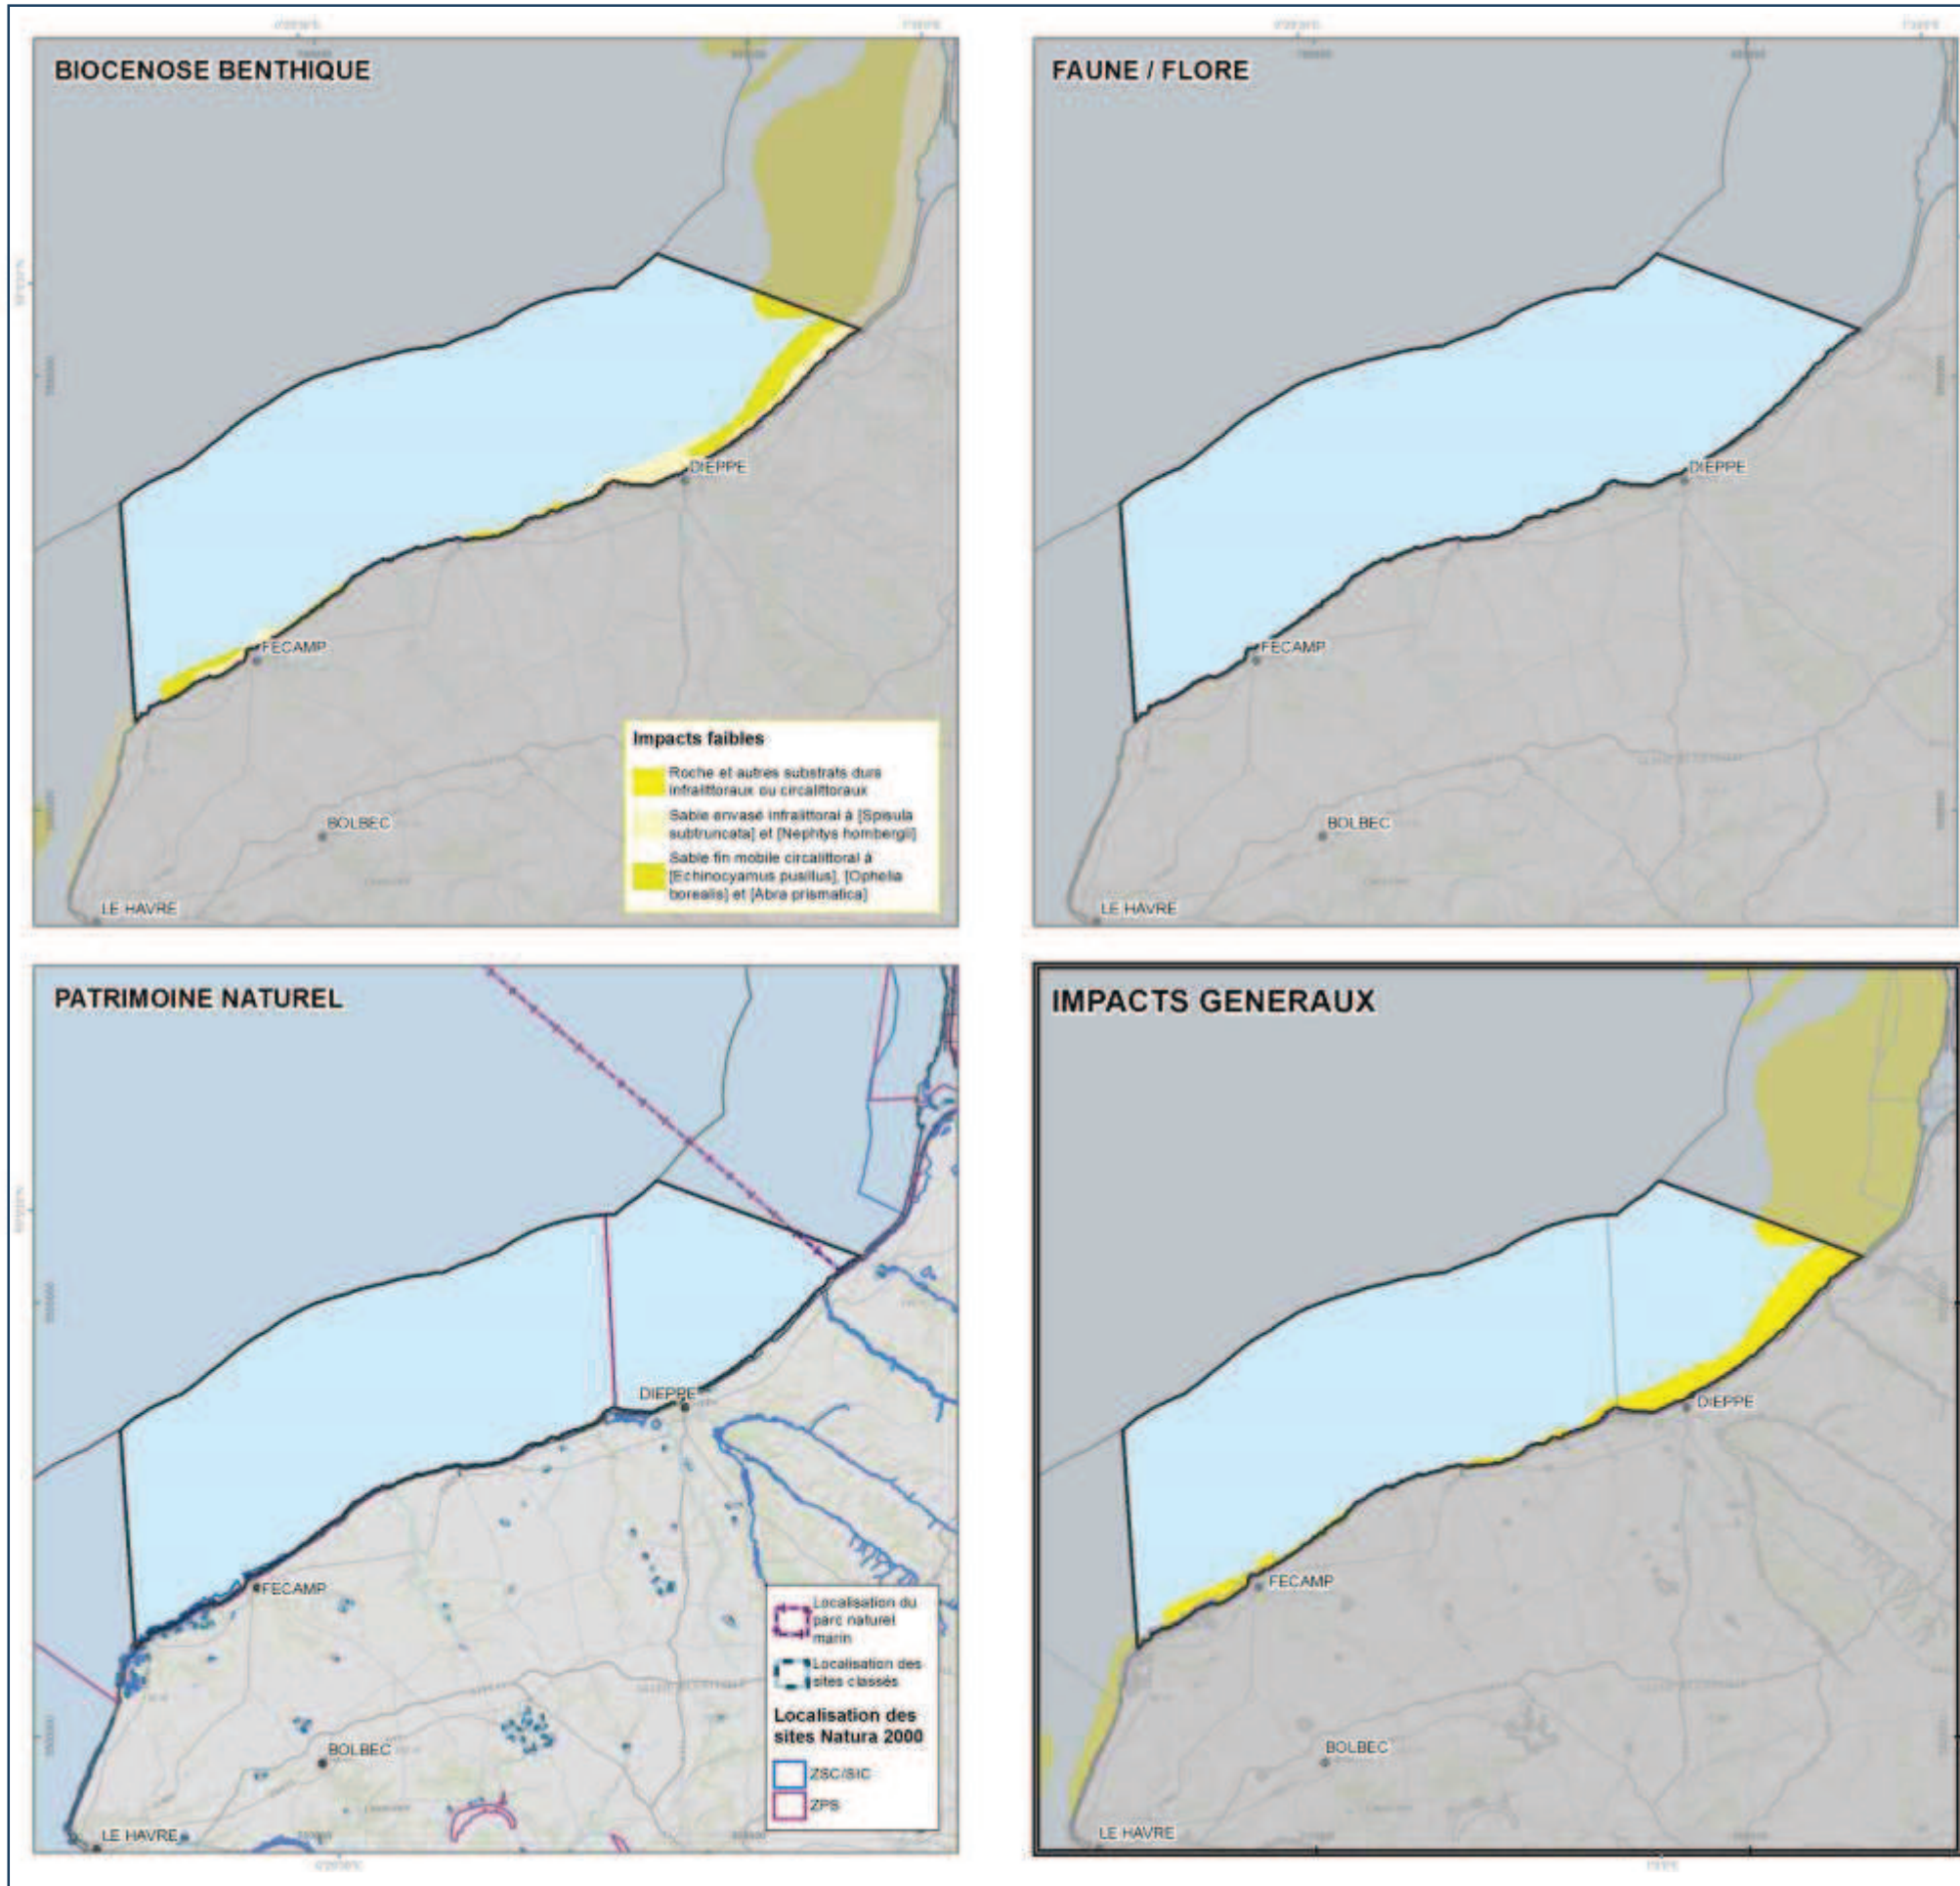 BIOCENOSE BENTHIQUE
DIEPPE
FECAMP
BOLBEC
LE HAVRE
Impacts faibles
Roche et autres substrats durs
infralittoraux ou circalittoraux
Sable envasé infralittoral à [Spisula
subtruncata] et [Nephtys hombergii]
Sable fin mobile circalittoral à
[Echinocyamus pusillus], [Ophelia
borealis] et [Abra prismatica]
FAUNE / FLORE
DIEPPE
FECAMP
BOLBEC
LE HAVRE
PATRIMOINE NATUREL
DIEPPE
FECAMP
BOLBEC
LE HAVRE
Localisation du
parc naturel
marin
Localisation des
sites classés
Localisation des
sites Natura 2000
ZSC/SIC
ZPS
IMPACTS GENERAUX
DIEPPE
FECAMP
BOLBEC
LE HAVRE